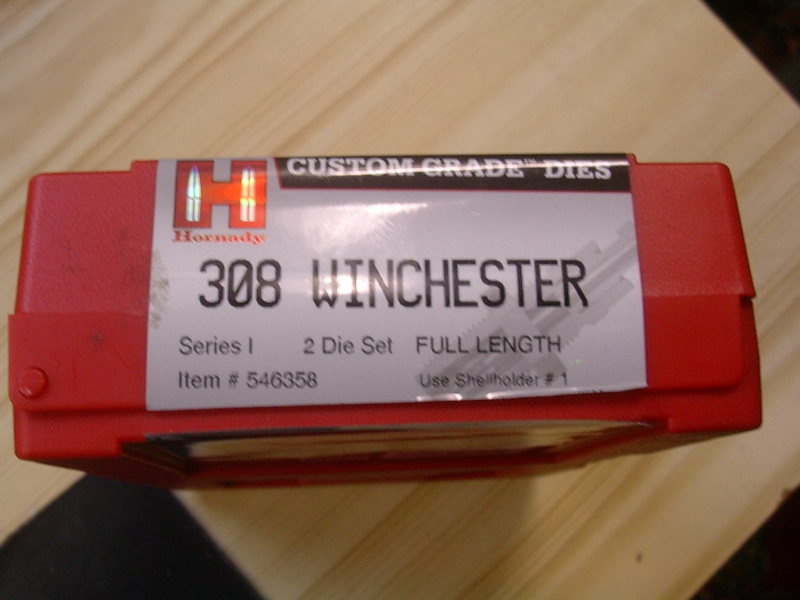 CUSTOM GRADE™ DIES
H
Hornady
308 WINCHESTER
Series I 2 Die Set FULL LENGTH
Item # 546358 Use Shellholder # 1